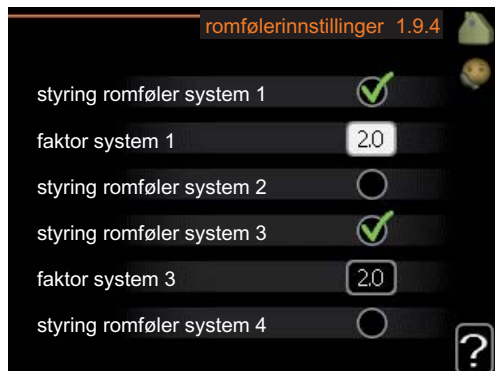 romfølerinnstillinger 1.9.4
styring romføler system 1
faktor system 1 2.0
styring romføler system 2
styring romføler system 3
faktor system 3 2.0
styring romføler system 4
?